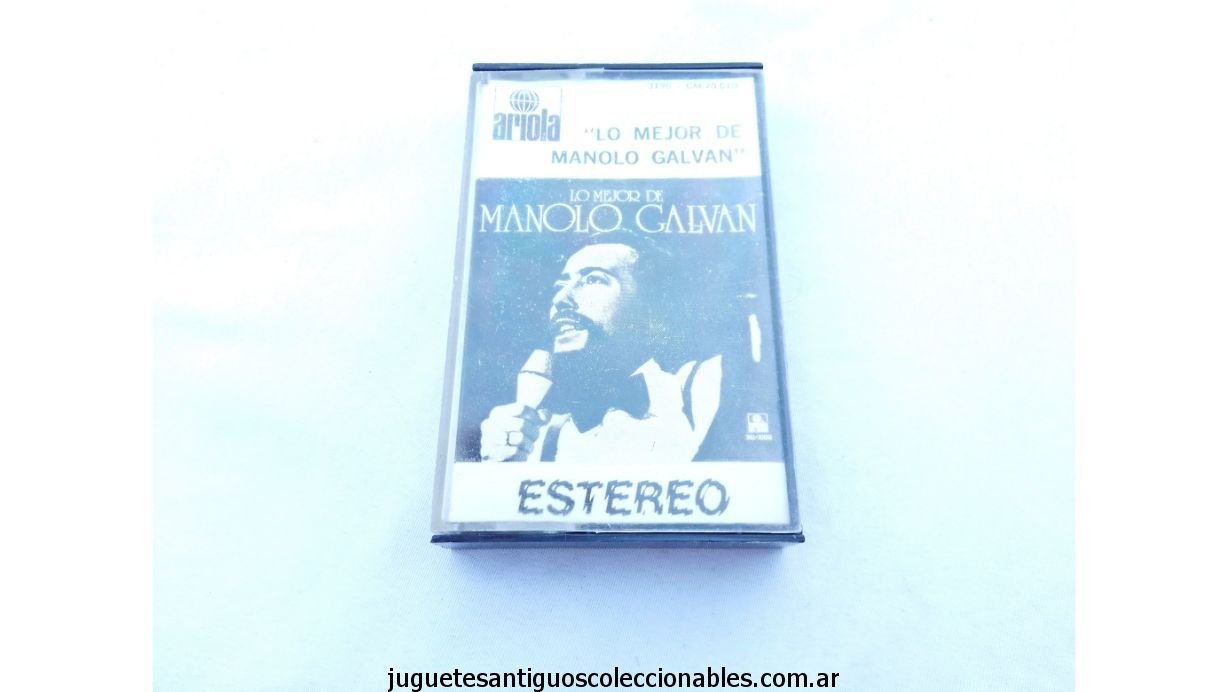 ariola
"LO MEJOR DE
MANOLO GALVAN"
LO MEJOR DE
MANOLO GALVAN
ESTEREO
juguetesantiguoscoleccionables.com.ar